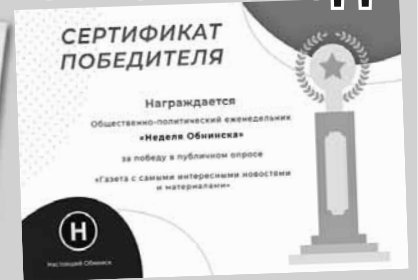 СЕРТИФИКАТ
ПОБЕДИТЕЛЯ
Награждается
Общественно-политический еженедельник
«Неделя Обнинска»
за победу в публичном опросе
«Газета с самыми интересными новостями
и материалами»
Н
Настоящий Обнинск